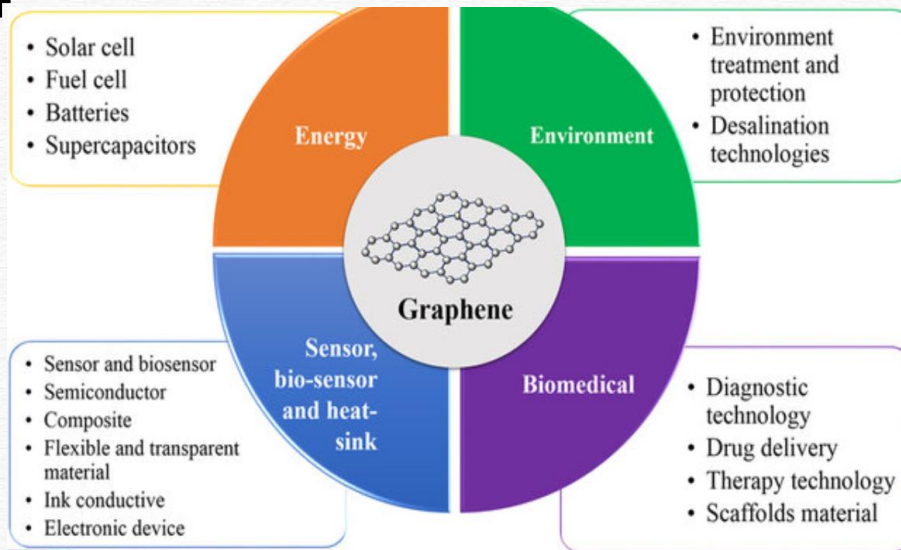 • Solar cell
• Fuel cell
• Batteries
• Supercapacitors
Energy
Environment
• Environment
treatment and
protection
• Desalination
technologies
Graphene
• Sensor and biosensor
• Semiconductor
• Composite
• Flexible and transparent
material
• Ink conductive
• Electronic device
Sensor,
bio-sensor
and heat-
sink
Biomedical
• Diagnostic
technology
• Drug delivery
• Therapy technology
• Scaffolds material